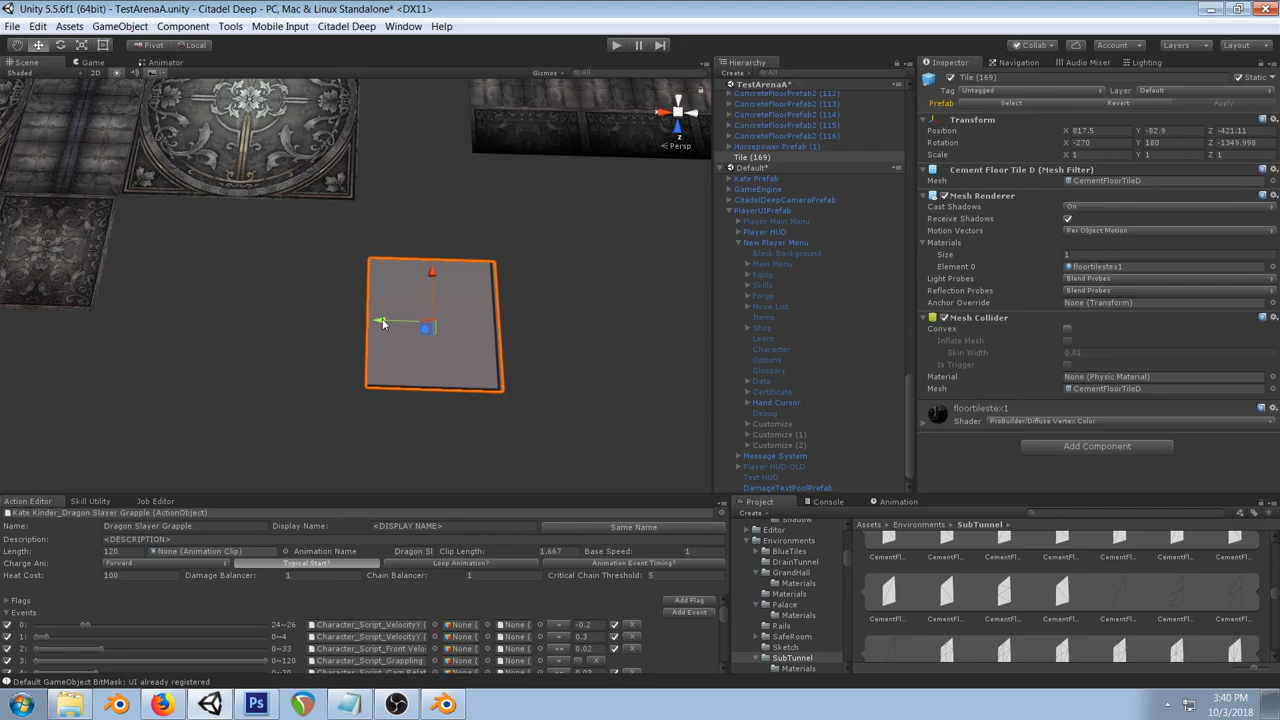 Unity 5.5.6f1 (64bit) - TestArenaA.unity - Citadel Deep - PC, Mac & Linux Standalone* <DX11>
File Edit Assets GameObject Component Tools Mobile Input Citadel Deep Window Help
Pivot Local Collab Account Layers Layout
Scene Game Animator
Shaded 2D Gizmos All
Persp
Hierarchy
Create All
TestArenaA*
ConcreteFloorPrefab2 (112)
ConcreteFloorPrefab2 (113)
ConcreteFloorPrefab2 (114)
ConcreteFloorPrefab2 (115)
ConcreteFloorPrefab2 (116)
Horsepower Prefab (1)
Tile (169)
Default*
Kate Prefab
GameEngine
CitadelDeepCameraPrefab
PlayerUIPrefab
Player Main Menu
Player HUD
New Player Menu
Black Background
Main Menu
Equip
Skills
Forge
Move List
Items
Shop
Learn
Character
Options
Glossary
Data
Certificate
Hand Cursor
Debug
Customize
Customize (1)
Customize (2)
Message System
Player HUD.OLD
Test HUD
DamageTextPoolPrefab
Inspector Navigation Audio Mixer Lighting
Tile (169) Static
Tag Untagged Layer Default
Prefab Select Revert Apply
Transform
Position X 817.5 Y -82.9 Z -421.11
Rotation X -270 Y 180 Z -1349.998
Scale X 1 Y 1 Z 1
Cement Floor Tile D (Mesh Filter)
Mesh CementFloorTileD
Mesh Renderer
Cast Shadows On
Receive Shadows
Motion Vectors Per Object Motion
Materials
Size 1
Element 0 floortilestex1
Light Probes Blend Probes
Reflection Probes Blend Probes
Anchor Override None (Transform)
Mesh Collider
Convex
Inflate Mesh
Skin Width 0.01
Is Trigger
Material None (Physic Material)
Mesh CementFloorTileD
floortilestex1
Shader ProBuilder/Diffuse Vertex Color
Add Component
Action Editor Skill Utility Job Editor
Kate Kinder_Dragon Slayer Grapple (ActionObject)
Name: Dragon Slayer Grapple Display Name: <DISPLAY NAME> Same Name
Description: <DESCRIPTION>
Length: 120 None (Animation Clip) Animation Name Dragon Sl Clip Length: 1.667 Base Speed: 1
Charge Ani: Forward Typical Start? Loop Animation? Animation Event Timing?
Heat Cost: 100 Damage Balancer: 1 Chain Balancer: 1 Critical Chain Threshold: 5
Flags Add Flag
Events Add Event
0: 24~26 Character_Script_VelocityY ( None ( None ( = -0.2 X
1: 0~4 Character_Script_VelocityY ( None ( None ( = 0.3 X
2: 0~33 Character_Script_Front Veloc None ( None ( += 0.02 X
3: 0~120 Character_Script_Grappling None ( None ( = X
Project Console Animation
Create
Shadow
Editor
Environments
BlueTiles
DrainTunnel
GrandHall
Materials
Materials
Palace
Materials
Rails
SafeRoom
Sketch
SubTunnel
Materials
Assets Environments SubTunnel
CementFl... CementFl... CementFl... CementFl... CementFl... CementFl... CementFl...
CementFl... CementFl... CementFl... CementFl... CementFl... CementFl... CementFl...
Default GameObject BitMask: UI already registered
Ps
3:40 PM
10/3/2018